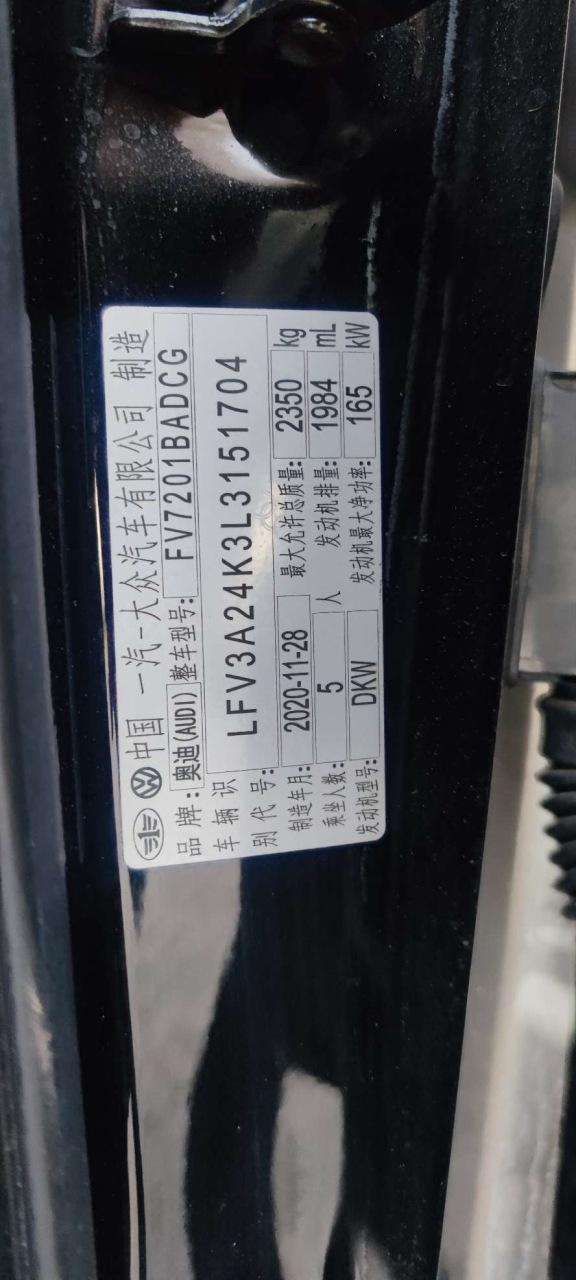 中国 一汽-大众汽车有限公司 制造
品牌: 奥迪(AUDI) 整车型号: FV7201BADCG
车辆识别代号: LFV3A24K3L3151704
制造年月: 2020-11-28 最大允许总质量: 2350 kg
乘坐人数: 5 人 发动机排量: 1984 mL
发动机型号: DKW 发动机最大净功率: 165 kW